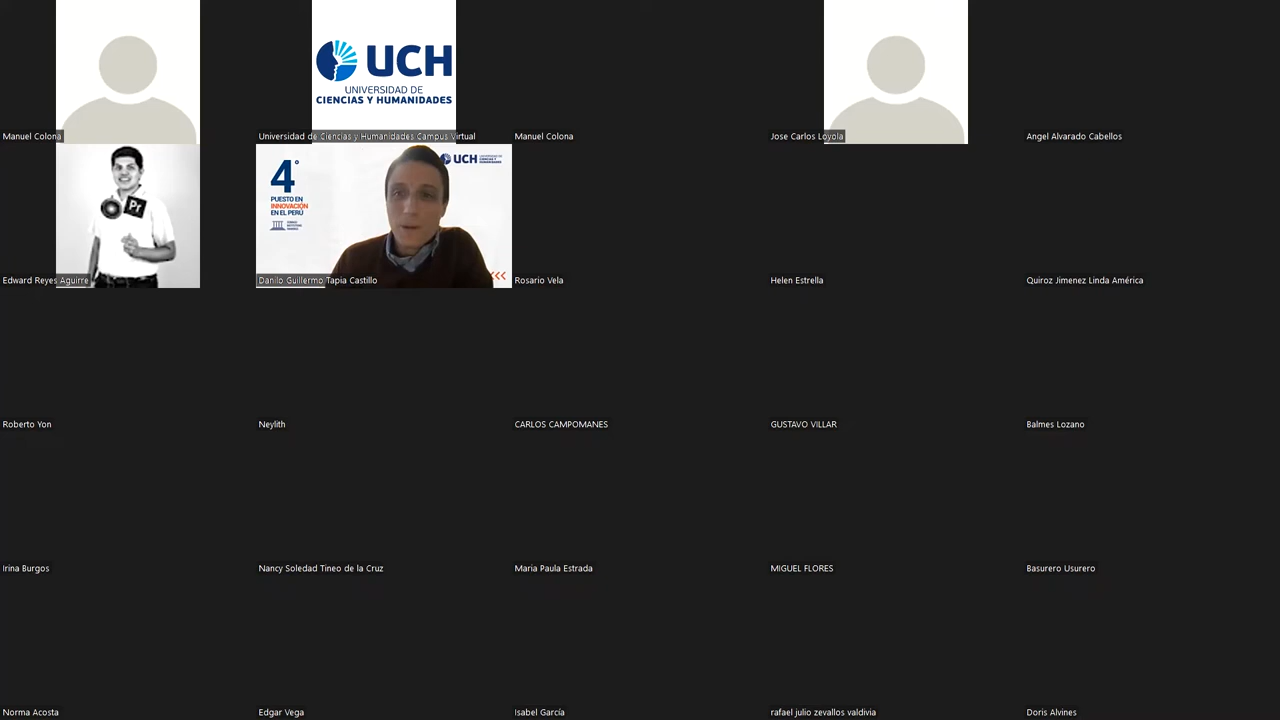 UCH
UNIVERSIDAD DE
CIENCIAS Y HUMANIDADES
Manuel Colona
Universidad de Ciencias y Humanidades Campus Virtual
Manuel Colona
Jose Carlos Loyola
Angel Alvarado Cabellos
Pr
4°
PUESTO EN
INNOVACIÓN
EN EL PERÚ
UCH
Edward Reyes Aguirre
Danilo Guillermo Tapia Castillo
Rosario Vela
Helen Estrella
Quiroz Jimenez Linda América
Roberto Yon
Neylith
CARLOS CAMPOMANES
GUSTAVO VILLAR
Balmes Lozano
Irina Burgos
Nancy Soledad Tineo de la Cruz
Maria Paula Estrada
MIGUEL FLORES
Basurero Usurero
Norma Acosta
Edgar Vega
Isabel García
rafael julio zevallos valdivia
Doris Alvines